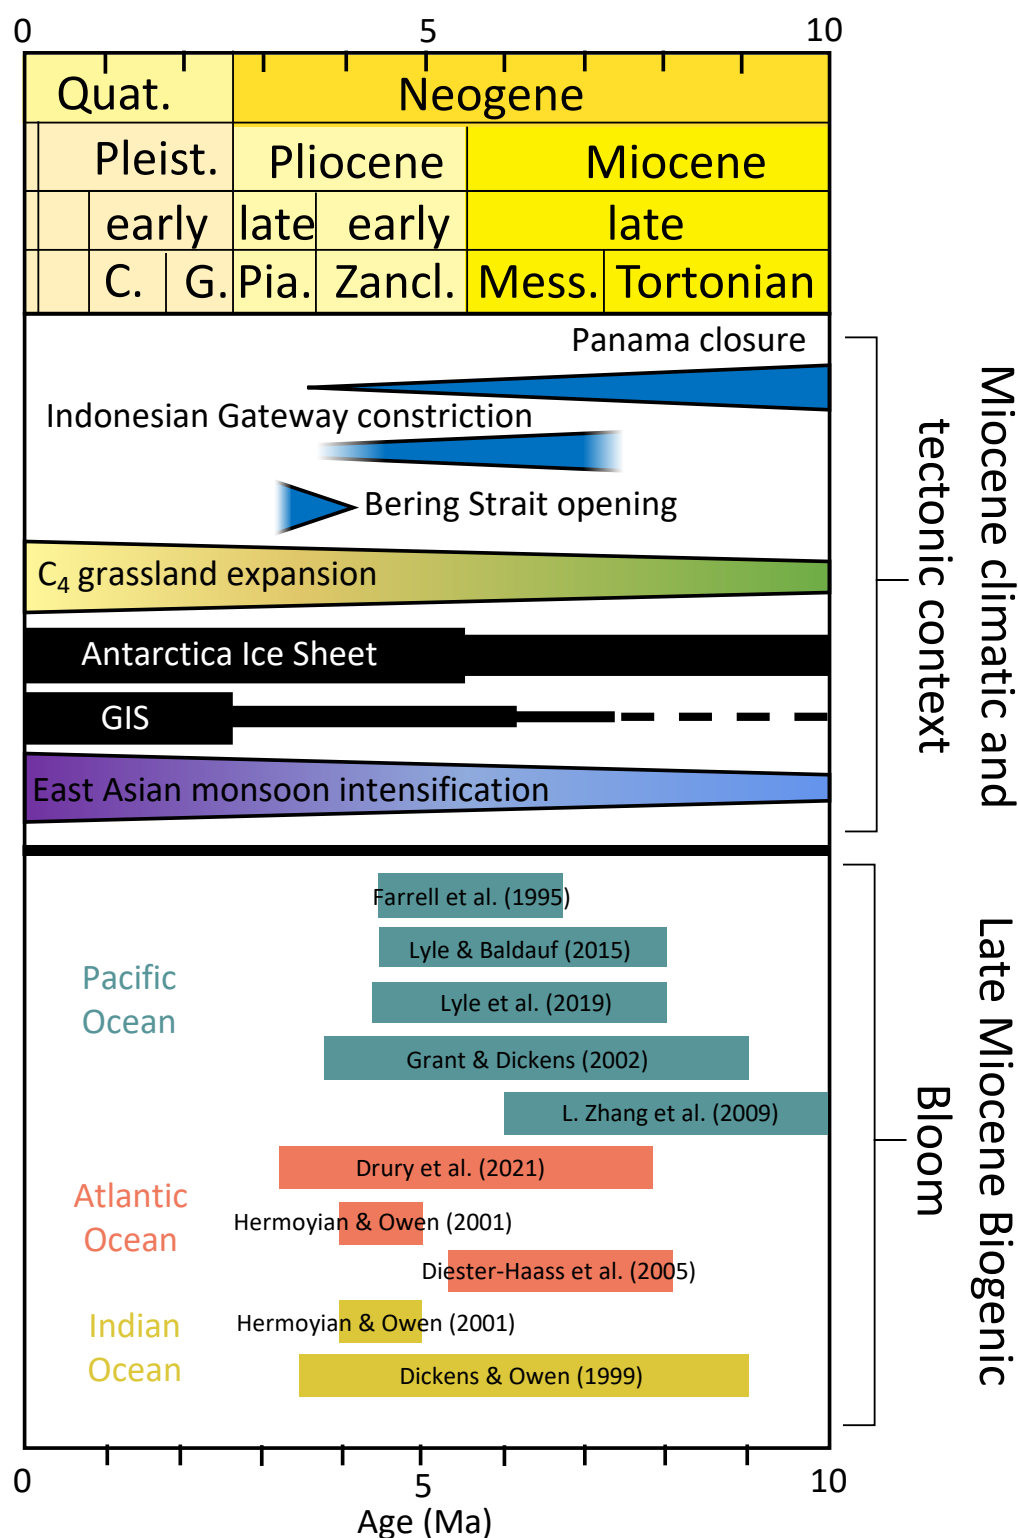 0 5 10
Quat. Neogene
Pleist. Pliocene Miocene
early late early late
C. G. Pia. Zancl. Mess. Tortonian
Panama closure
Indonesian Gateway constriction
Bering Strait opening
C₄ grassland expansion
Antarctica Ice Sheet
GIS
East Asian monsoon intensification
Miocene climatic and
tectonic context
Farrell et al. (1995)
Lyle & Baldauf (2015)
Pacific
Ocean
Lyle et al. (2019)
Grant & Dickens (2002)
L. Zhang et al. (2009)
Drury et al. (2021)
Atlantic
Ocean
Hermoyian & Owen (2001)
Diester-Haass et al. (2005)
Indian
Ocean
Hermoyian & Owen (2001)
Dickens & Owen (1999)
Late Miocene Biogenic
Bloom
0 5 10
Age (Ma)